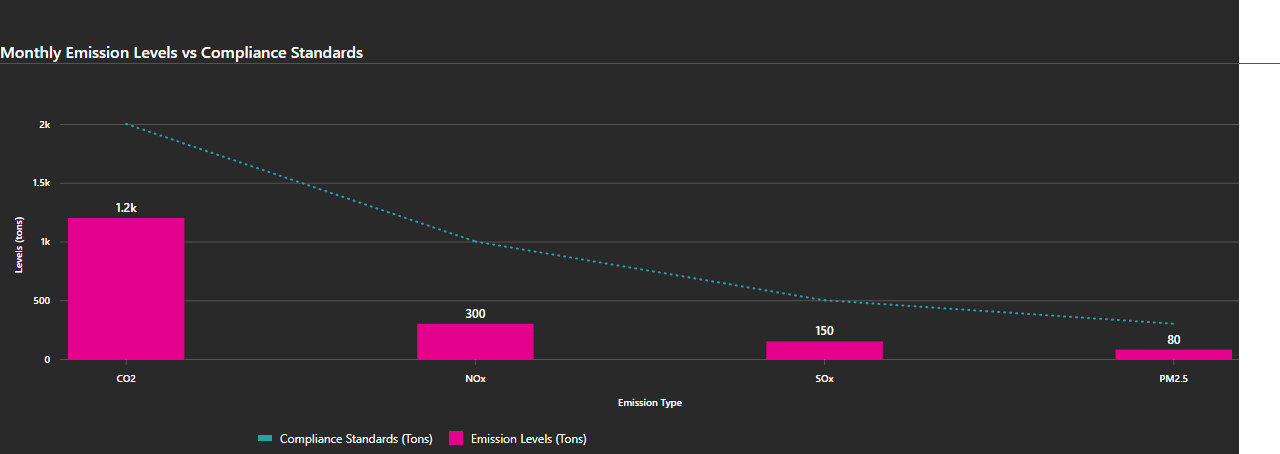 Monthly Emission Levels vs Compliance Standards
2k
1.5k
1k
500
0
Levels (tons)
1.2k
300
150
80
CO2
NOx
SOx
PM2.5
Emission Type
Compliance Standards (Tons)
Emission Levels (Tons)